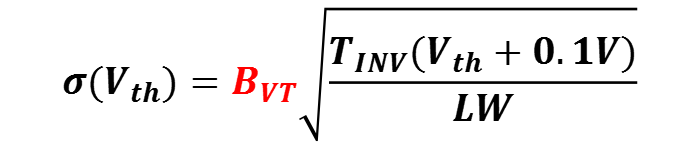 σ(V_th) = B_VT √(T_INV(V_th + 0.1V) / LW)